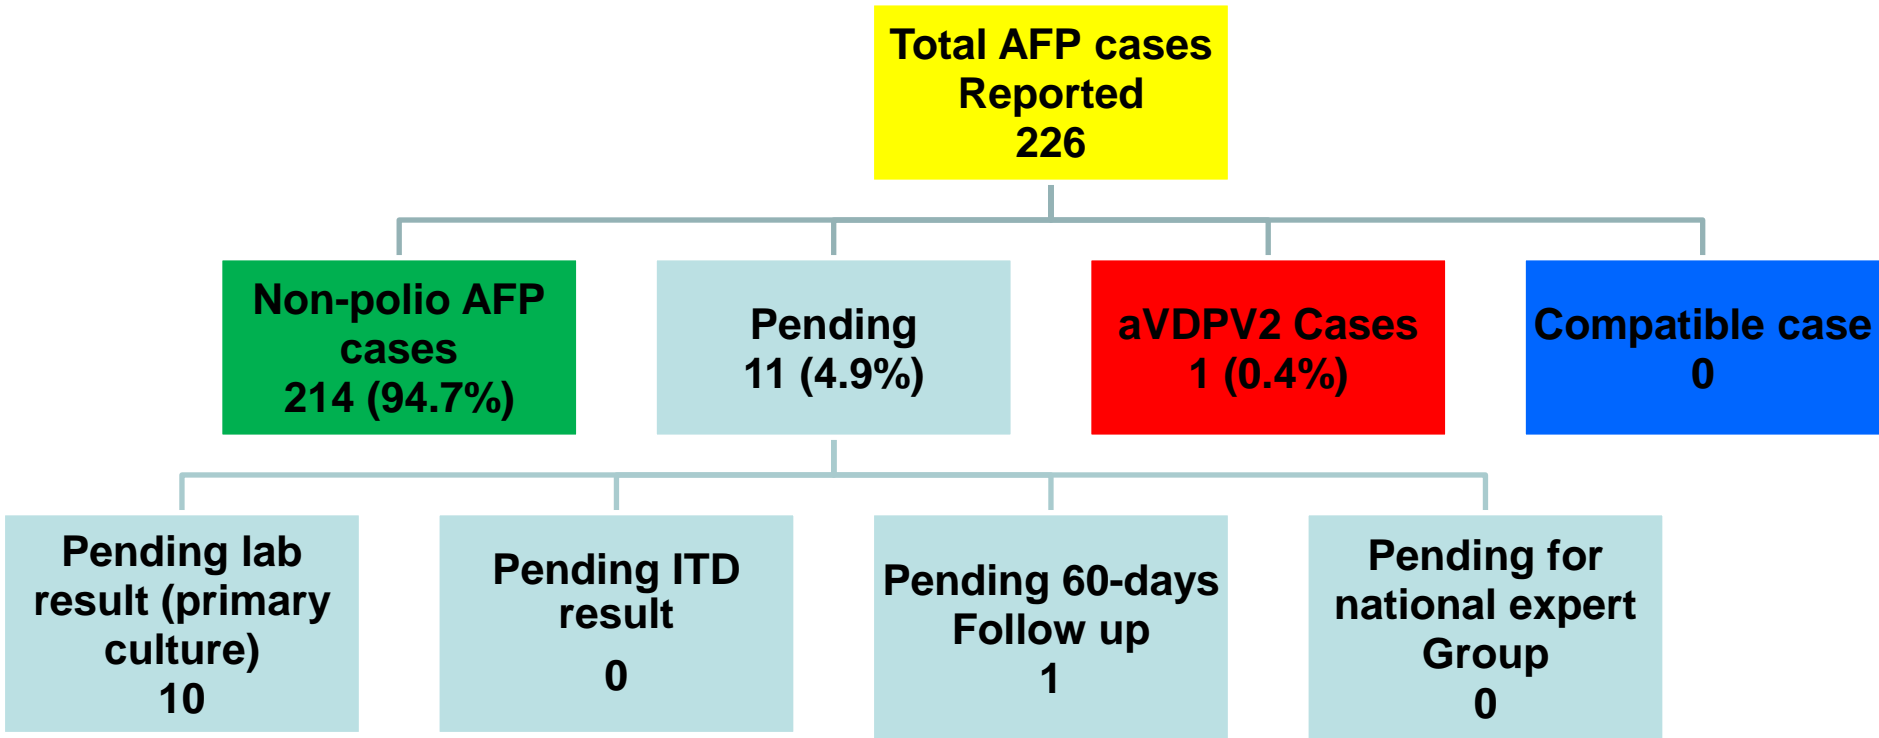 Total AFP cases
Reported
226
Non-polio AFP
cases
214 (94.7%)
Pending
11 (4.9%)
aVDPV2 Cases
1 (0.4%)
Compatible case
0
Pending lab
result (primary
culture)
10
Pending ITD
result
0
Pending 60-days
Follow up
1
Pending for
national expert
Group
0